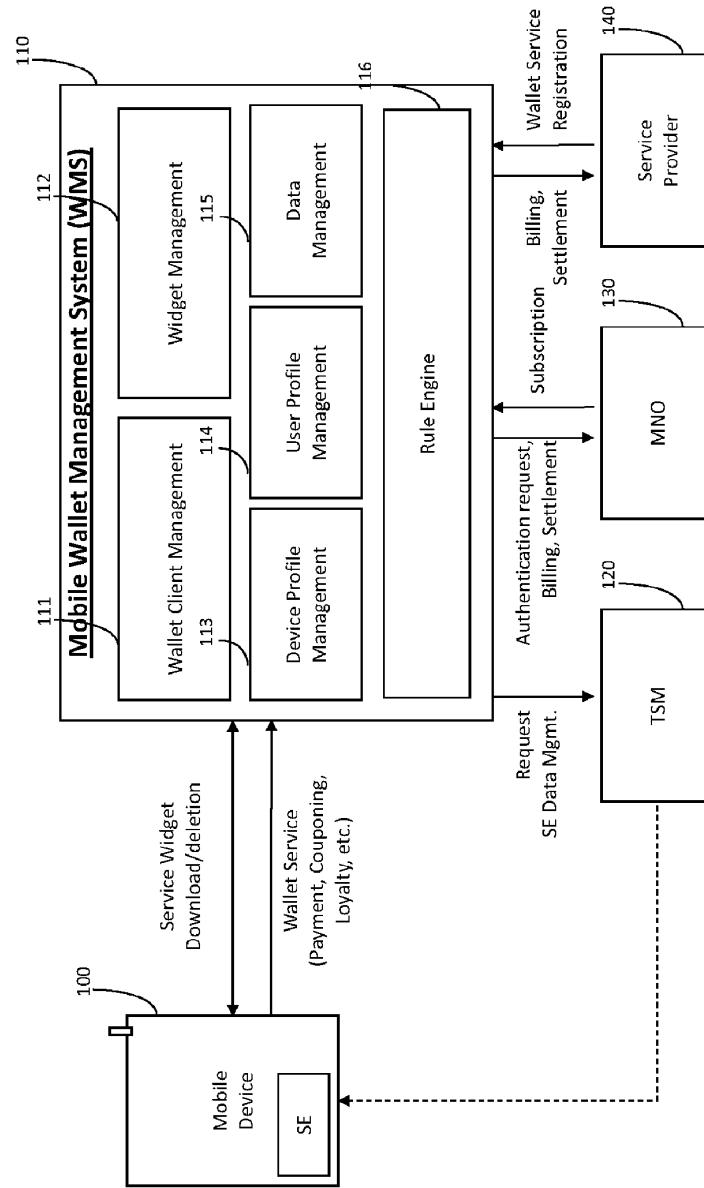 110
Mobile Wallet Management System (WMS)
111
112
Wallet Client Management
Widget Management
113
114
115
Device Profile
Management
User Profile
Management
Data
Management
116
Rule Engine
100
Mobile
Device
SE
Service Widget
Download/deletion
Wallet Service
(Payment, Couponing,
Loyalty, etc.)
Request
SE Data Mgmt.
Authentication request,
Billing, Settlement
Subscription
Billing,
Settlement
Wallet Service
Registration
120
TSM
130
MNO
140
Service
Provider